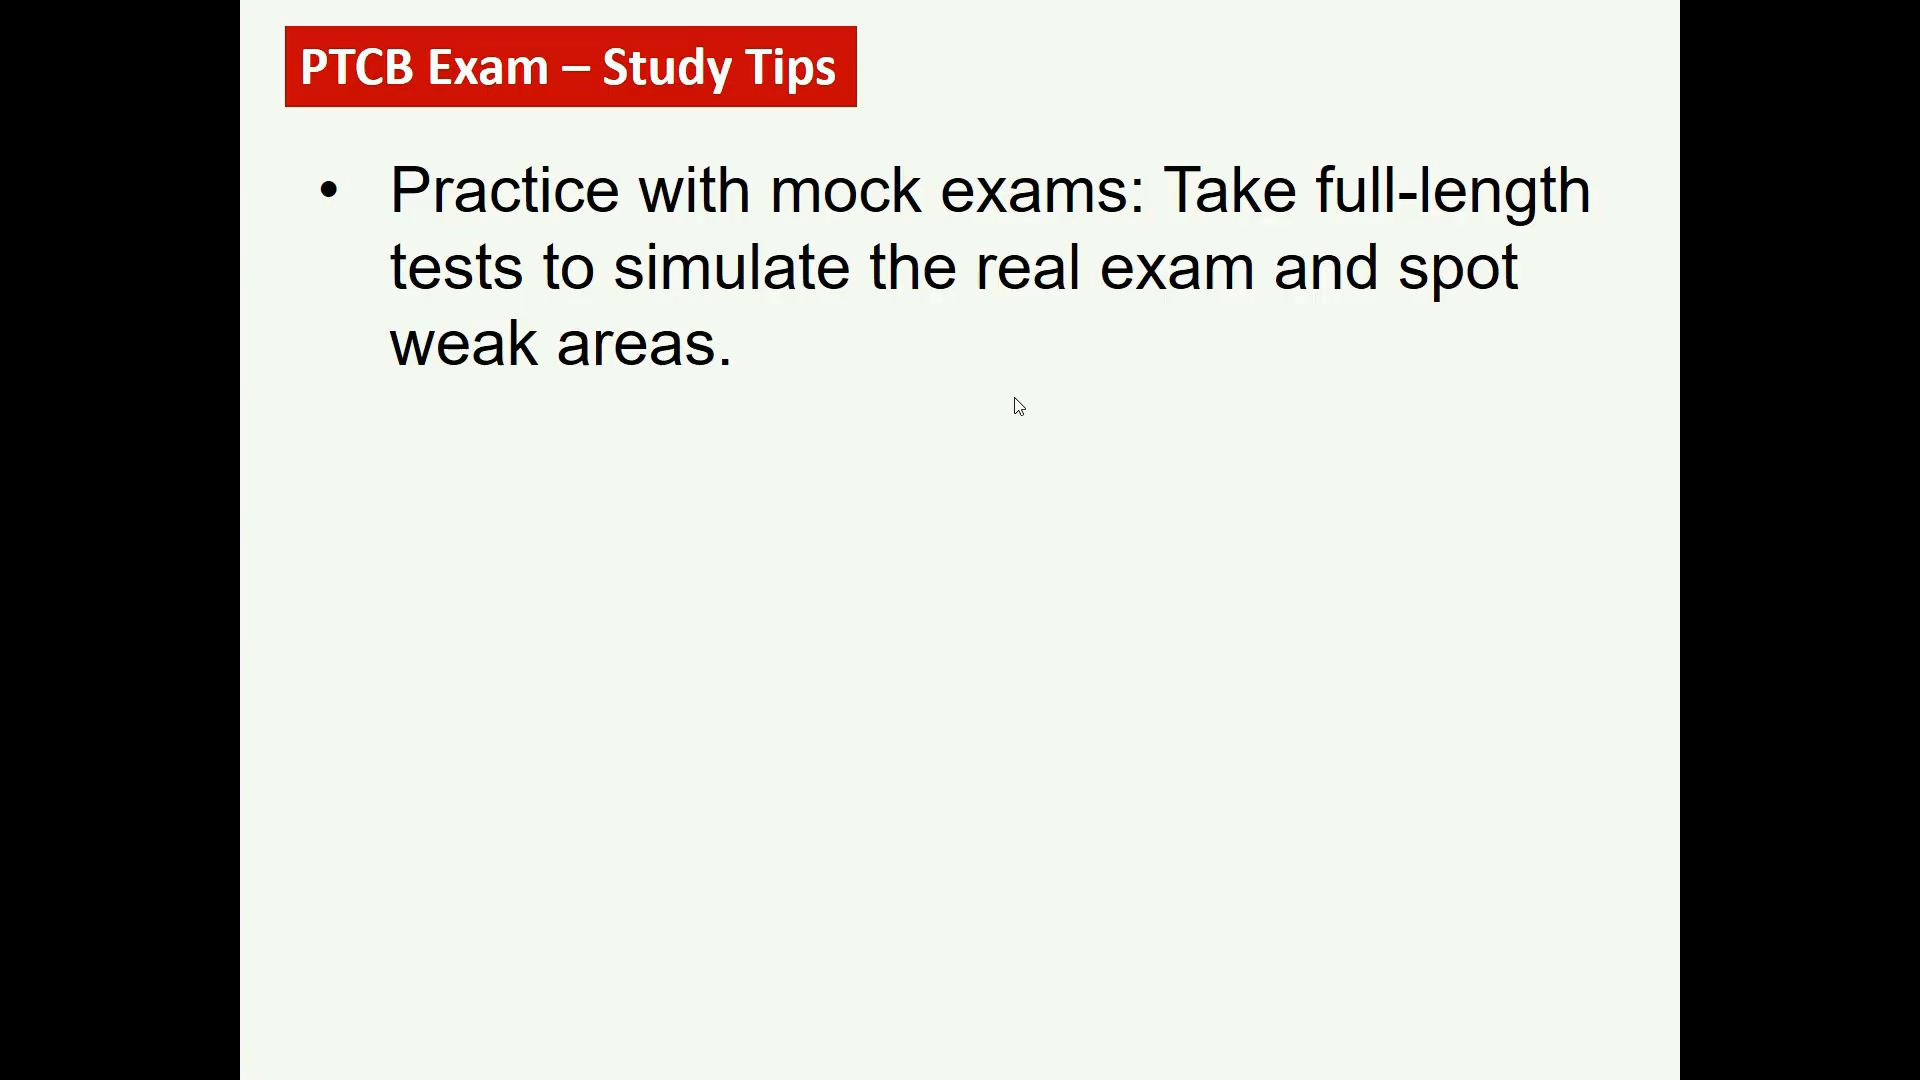 PTCB Exam – Study Tips
• Practice with mock exams: Take full-length
tests to simulate the real exam and spot
weak areas.